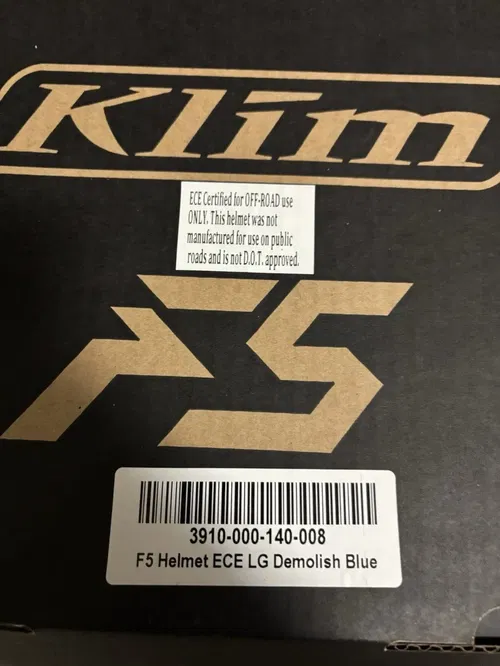 Klim
ECE Certified for OFF-ROAD use
ONLY. This helmet was not
manufactured for use on public
roads and is not D.O.T. approved.
F5
3910-000-140-008
F5 Helmet ECE LG Demolish Blue